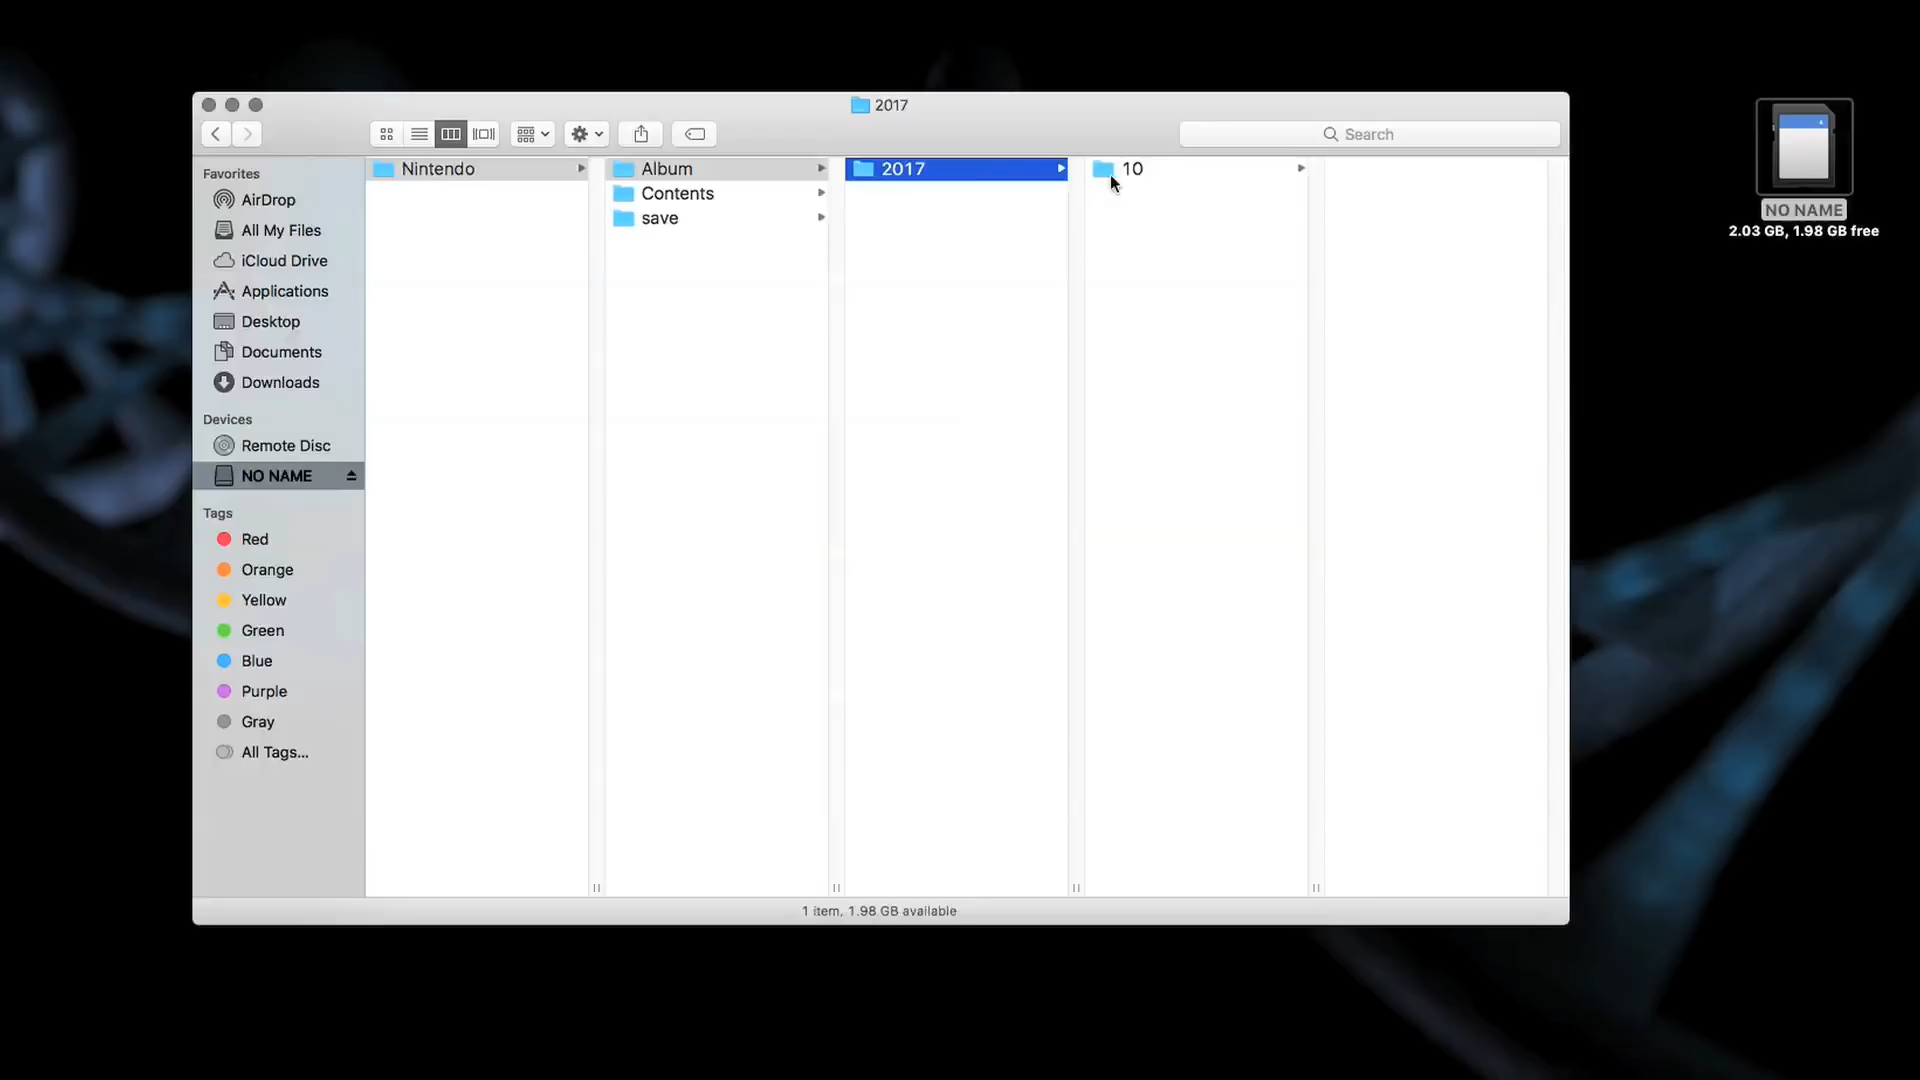 2017
Search
Favorites
AirDrop
All My Files
iCloud Drive
Applications
Desktop
Documents
Downloads
Devices
Remote Disc
NO NAME
Tags
Red
Orange
Yellow
Green
Blue
Purple
Gray
All Tags...
Nintendo
Album
Contents
save
2017
10
1 item, 1.98 GB available
NO NAME
2.03 GB, 1.98 GB free